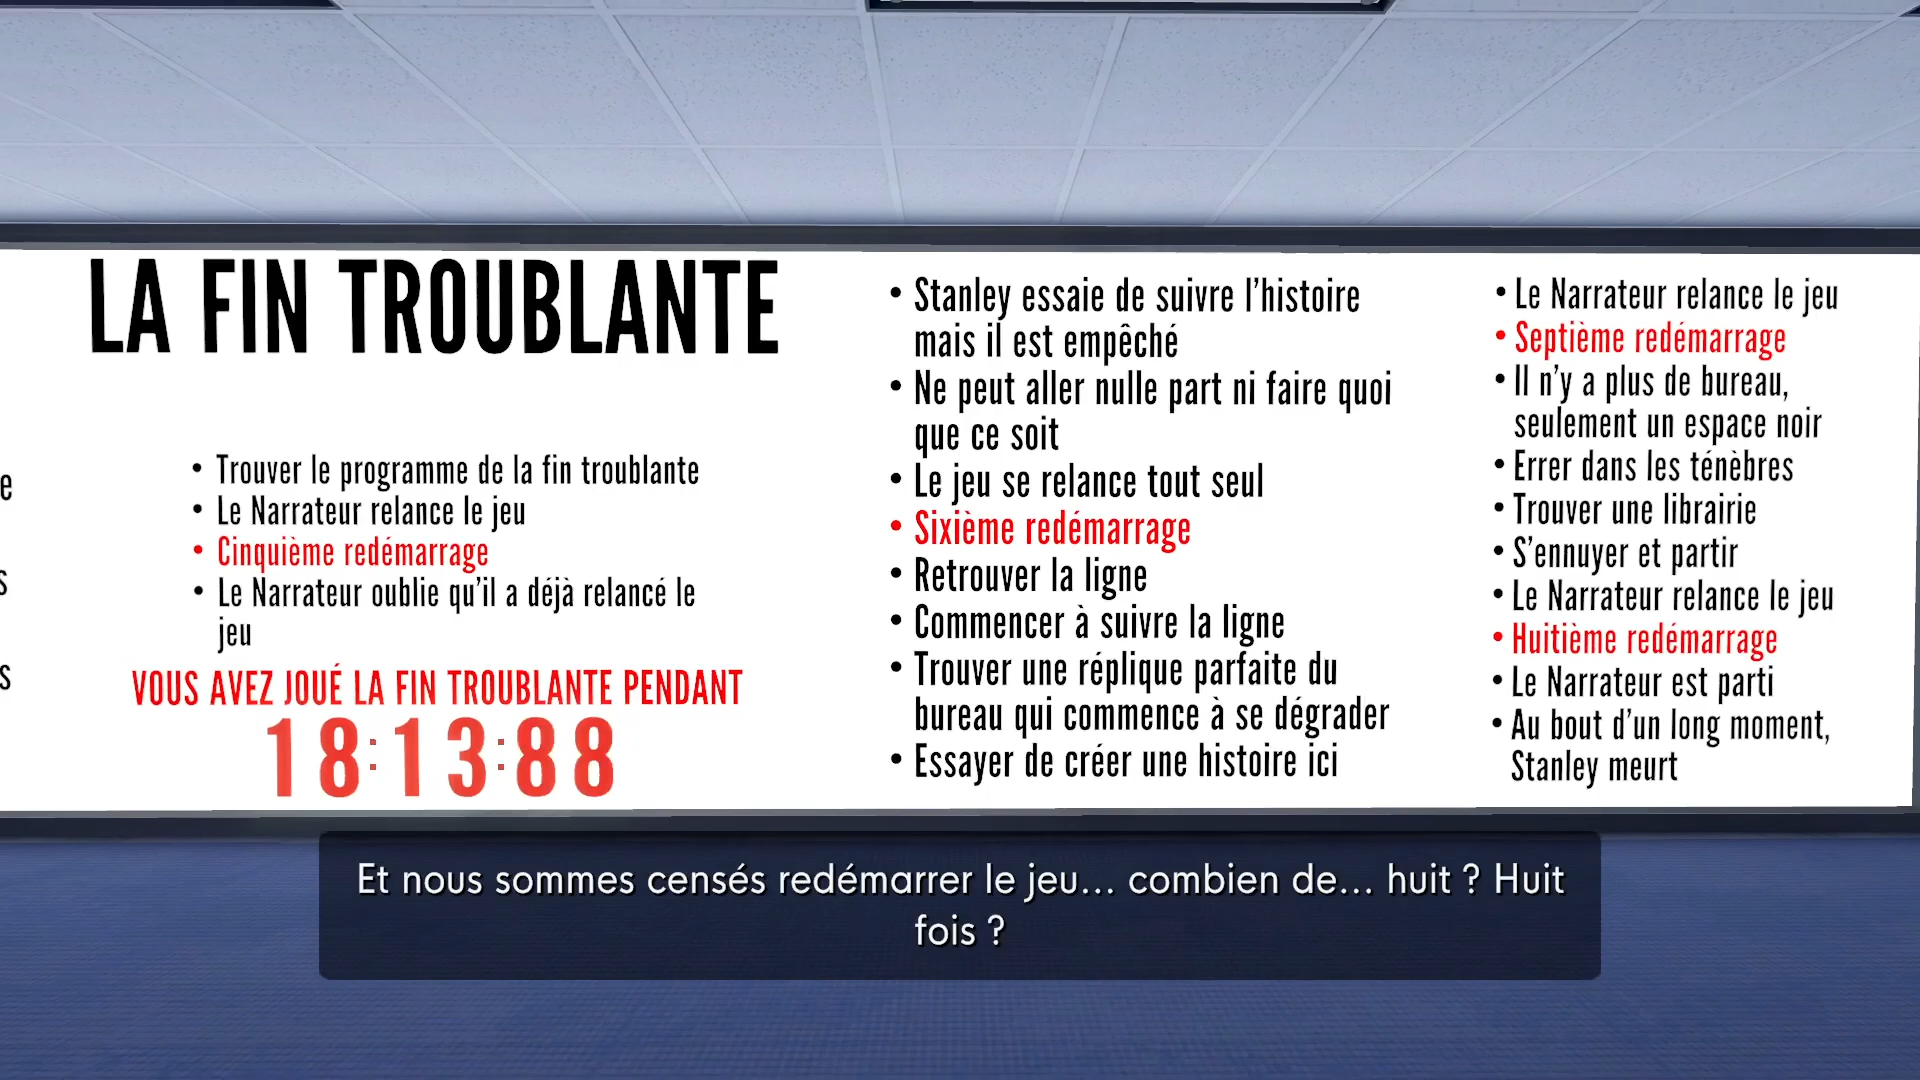 LA FIN TROUBLANTE
• Trouver le programme de la fin troublante
• Le Narrateur relance le jeu
• Cinquième redémarrage
• Le Narrateur oublie qu'il a déjà relancé le
jeu
VOUS AVEZ JOUÉ LA FIN TROUBLANTE PENDANT
18:13:88
• Stanley essaie de suivre l'histoire
mais il est empêché
• Ne peut aller nulle part ni faire quoi
que ce soit
• Le jeu se relance tout seul
• Sixième redémarrage
• Retrouver la ligne
• Commencer à suivre la ligne
• Trouver une réplique parfaite du
bureau qui commence à se dégrader
• Essayer de créer une histoire ici
• Le Narrateur relance le jeu
• Septième redémarrage
• Il n'y a plus de bureau,
seulement un espace noir
• Errer dans les ténèbres
• Trouver une librairie
• S'ennuyer et partir
• Le Narrateur relance le jeu
• Huitième redémarrage
• Le Narrateur est parti
• Au bout d'un long moment,
Stanley meurt
Et nous sommes censés redémarrer le jeu... combien de... huit ? Huit
fois ?